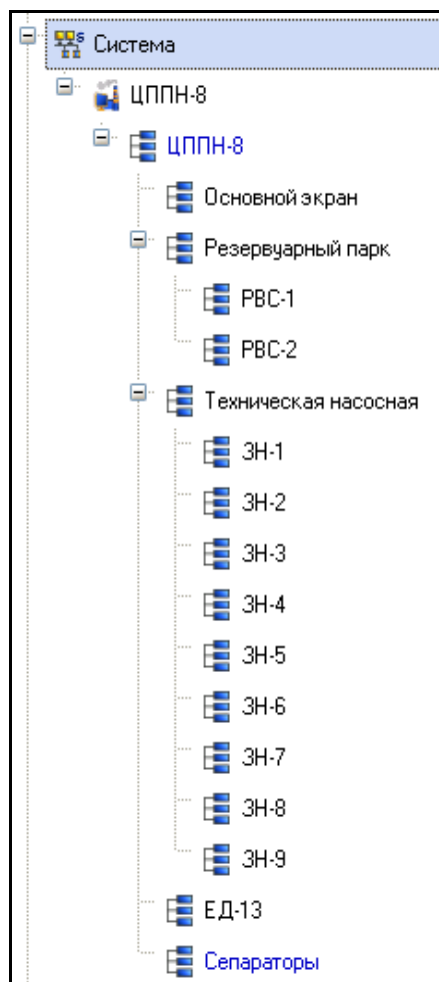 Система
ЦППН-8
ЦППН-8
Основной экран
Резервуарный парк
РВС-1
РВС-2
Техническая насосная
ЗН-1
ЗН-2
ЗН-3
ЗН-4
ЗН-5
ЗН-6
ЗН-7
ЗН-8
ЗН-9
ЕД-13
Сепараторы